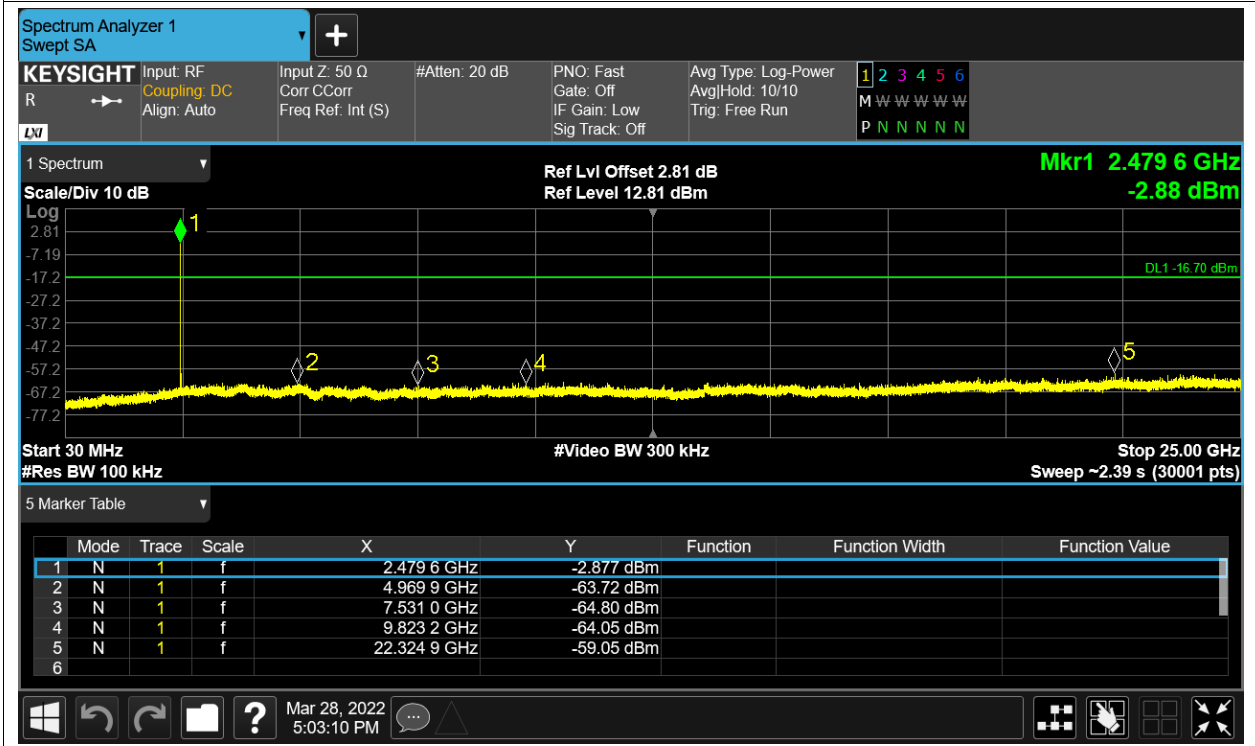 Spectrum Analyzer 1
Swept SA
+
KEYSIGHT Input: RF Input Z: 50 Ω #Atten: 20 dB PNO: Fast Avg Type: Log-Power 1 2 3 4 5 6
R Coupling: DC Corr CCorr Gate: Off Avg|Hold: 10/10 M W W W W W
Align: Auto Freq Ref: Int (S) IF Gain: Low Trig: Free Run
LXI Sig Track: Off P N N N N N
1 Spectrum Ref Lvl Offset 2.81 dB Mkr1 2.479 6 GHz
Scale/Div 10 dB Ref Level 12.81 dBm -2.88 dBm
Log
1
2.81
-7.19
DL1 -16.70 dBm
-17.2
-27.2
-37.2
-47.2
2 3 4 5
-57.2
-67.2
-77.2
Start 30 MHz #Video BW 300 kHz Stop 25.00 GHz
#Res BW 100 kHz Sweep ~2.39 s (30001 pts)
5 Marker Table
Mode Trace Scale X Y Function Function Width Function Value
1 N 1 f 2.479 6 GHz -2.877 dBm
2 N 1 f 4.969 9 GHz -63.72 dBm
3 N 1 f 7.531 0 GHz -64.80 dBm
4 N 1 f 9.823 2 GHz -64.05 dBm
5 N 1 f 22.324 9 GHz -59.05 dBm
6
? Mar 28, 2022
5:03:10 PM